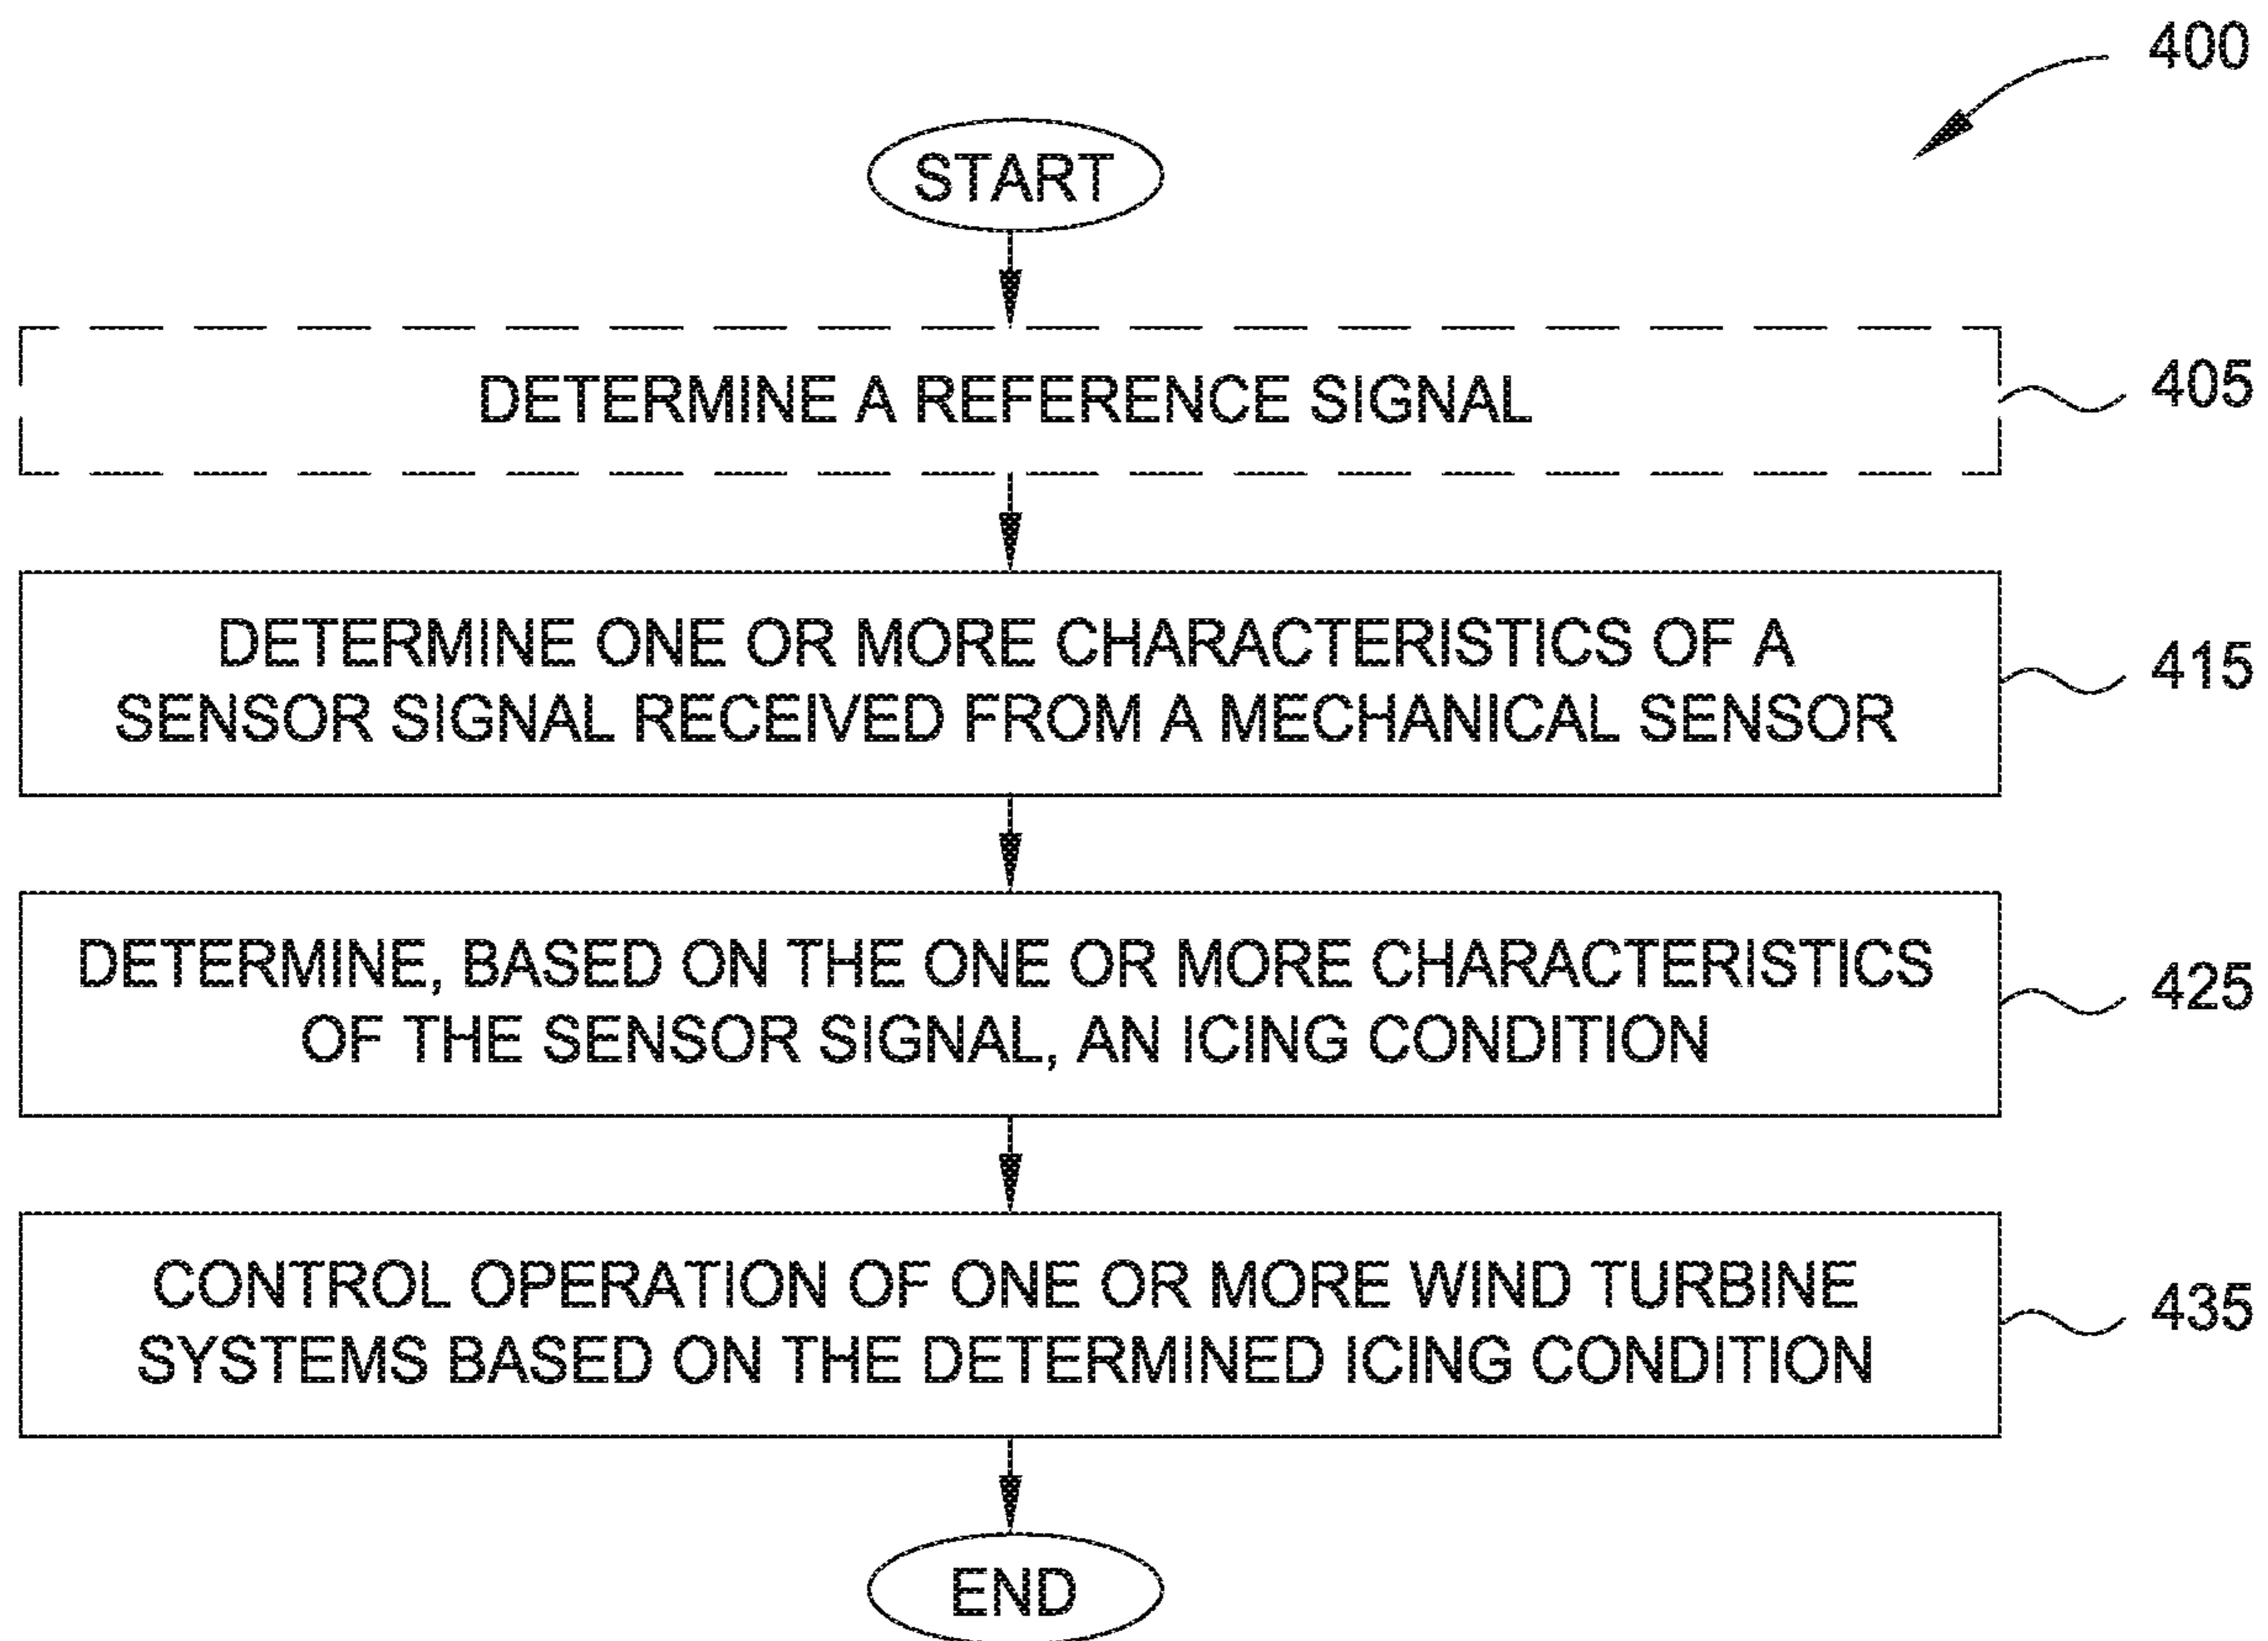 400
START
DETERMINE A REFERENCE SIGNAL
405
DETERMINE ONE OR MORE CHARACTERISTICS OF A
SENSOR SIGNAL RECEIVED FROM A MECHANICAL SENSOR
415
DETERMINE, BASED ON THE ONE OR MORE CHARACTERISTICS
OF THE SENSOR SIGNAL, AN ICING CONDITION
425
CONTROL OPERATION OF ONE OR MORE WIND TURBINE
SYSTEMS BASED ON THE DETERMINED ICING CONDITION
435
END